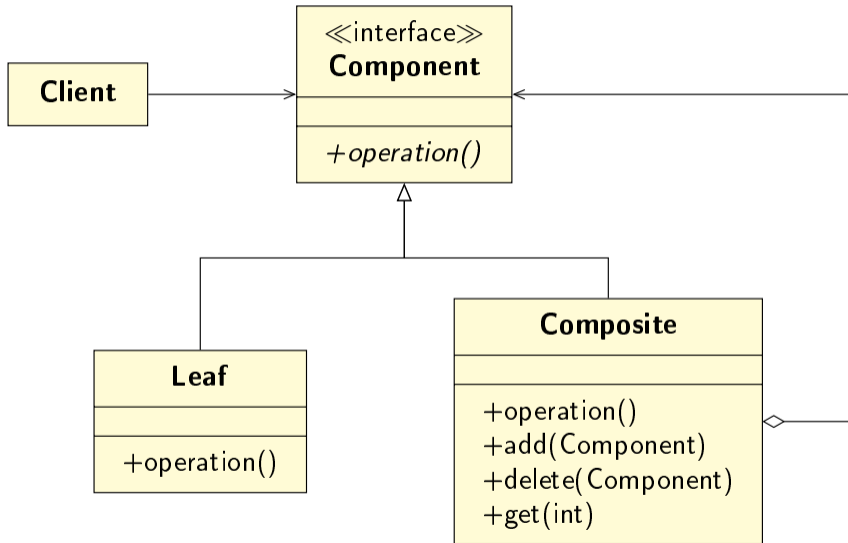 ≪interface≫
Component
Client
+operation()
Composite
Leaf
+operation()
+operation()
+add(Component)
+delete(Component)
+get(int)